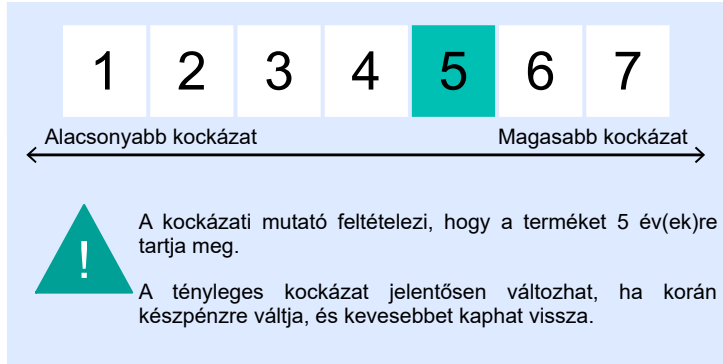 1 2 3 4 5 6 7
Alacsonyabb kockázat Magasabb kockázat
A kockázati mutató feltételezi, hogy a terméket 5 év(ek)re
tartja meg.
!
A tényleges kockázat jelentősen változhat, ha korán
készpénzre váltja, és kevesebbet kaphat vissza.